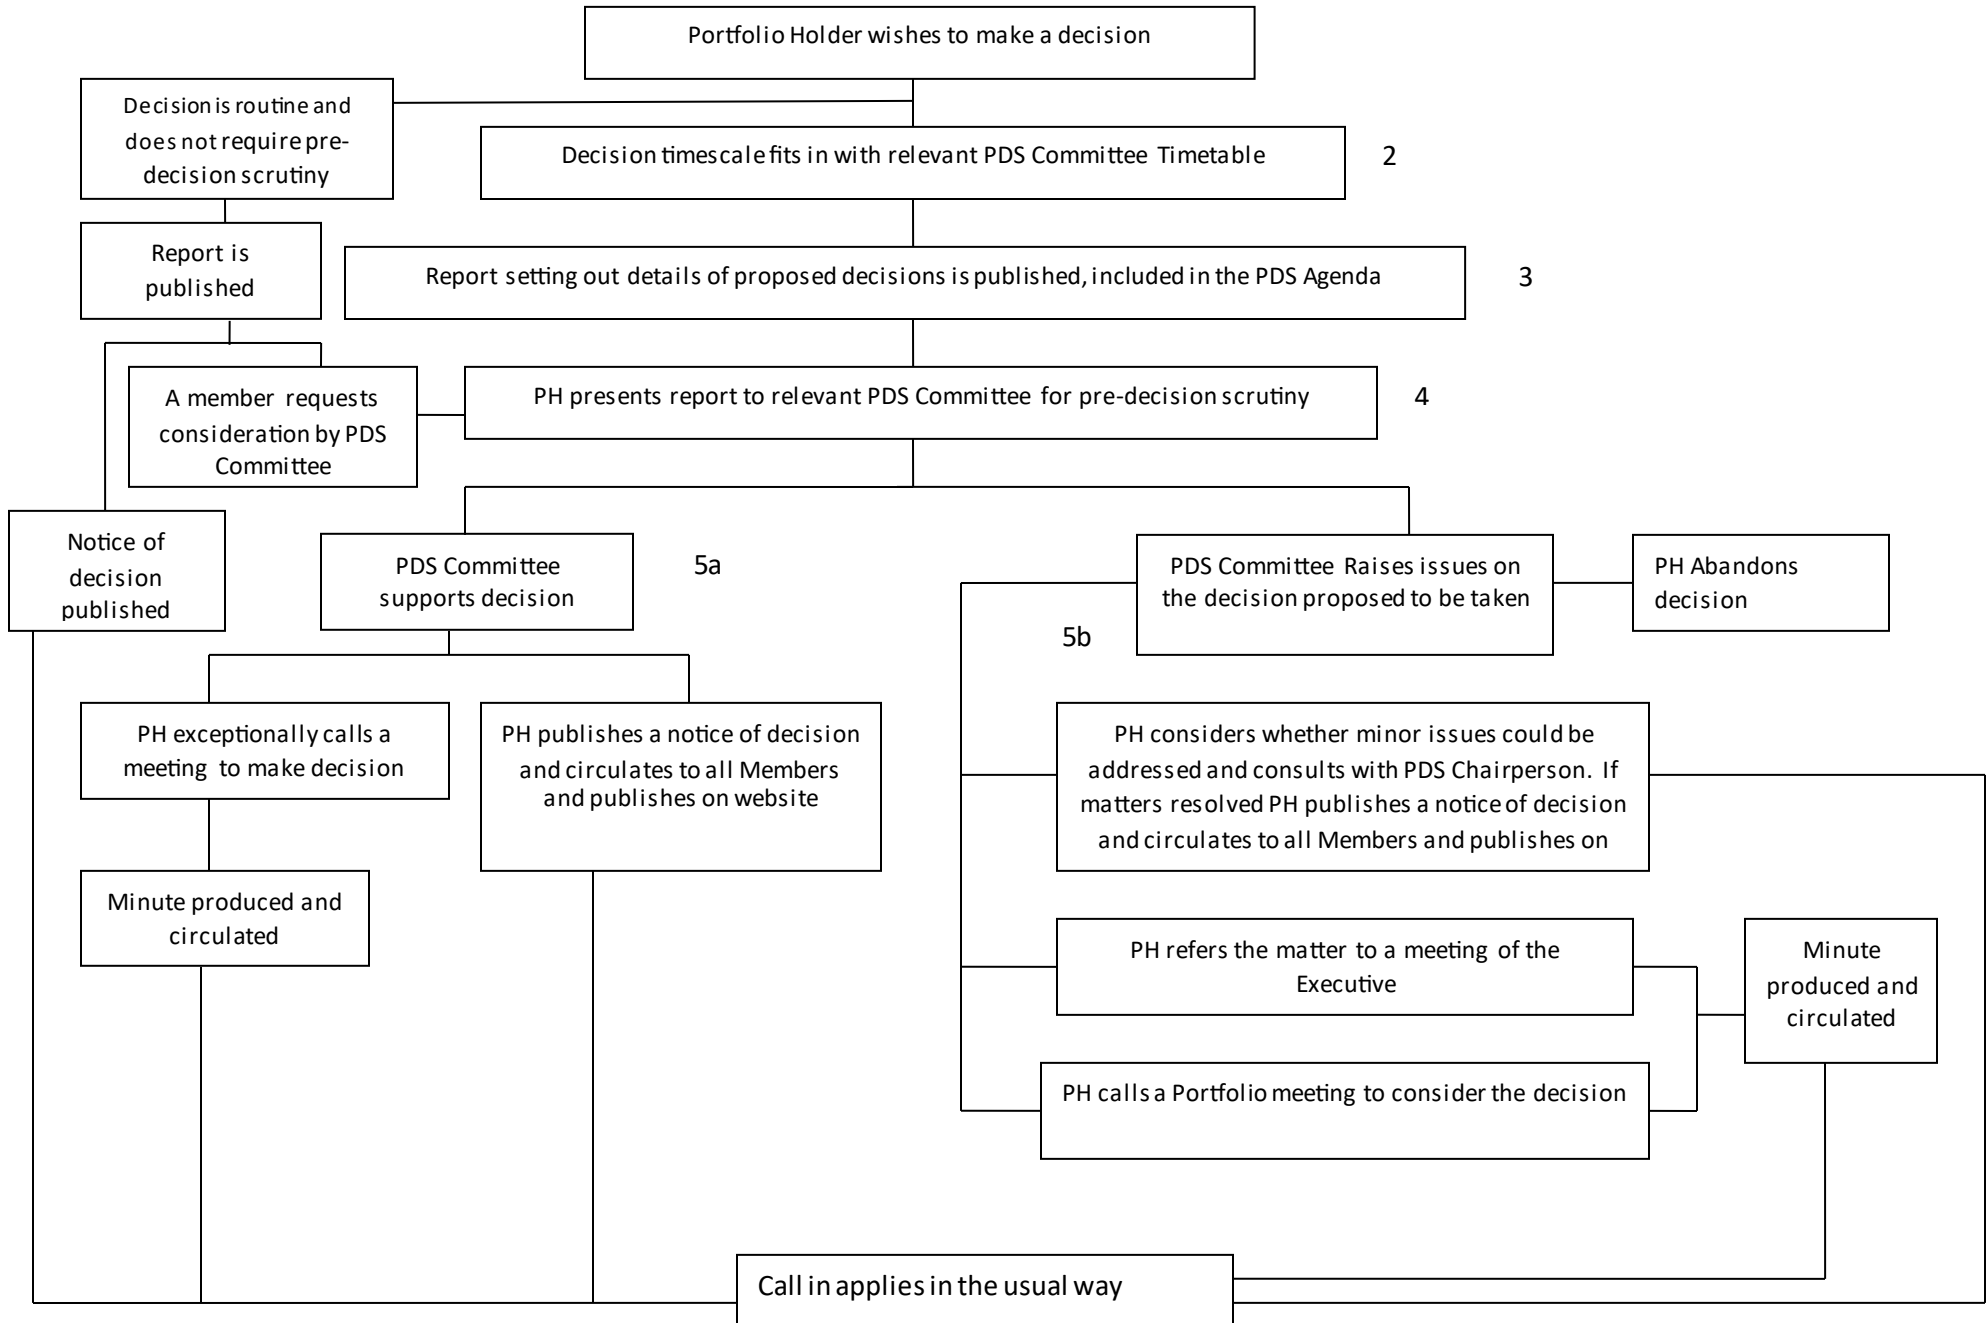 Portfolio Holder wishes to make a decision
Decision is routine and
does not require pre-
decision scrutiny
Decision timescale fits in with relevant PDS Committee Timetable
2
Report is
published
Report setting out details of proposed decisions is published, included in the PDS Agenda
3
A member requests
consideration by PDS
Committee
PH presents report to relevant PDS Committee for pre-decision scrutiny
4
Notice of
decision
published
PDS Committee
supports decision
5a
PDS Committee Raises issues on
the decision proposed to be taken
PH Abandons
decision
5b
PH exceptionally calls a
meeting to make decision
PH publishes a notice of decision
and circulates to all Members
and publishes on website
PH considers whether minor issues could be
addressed and consults with PDS Chairperson. If
matters resolved PH publishes a notice of decision
and circulates to all Members and publishes on
Minute produced and
circulated
PH refers the matter to a meeting of the
Executive
Minute
produced and
circulated
PH calls a Portfolio meeting to consider the decision
Call in applies in the usual way